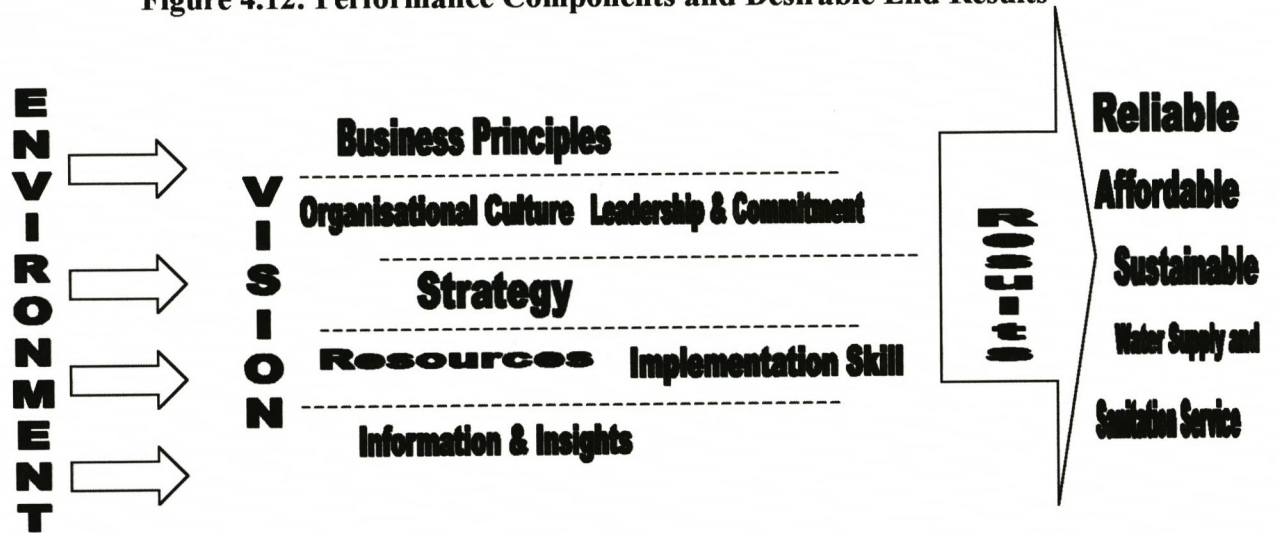 Figure 4.12: Performance Components and Desirable End Results
ENVIRONMENT
VISION
Business Principles
Organisational Culture Leadership & Commitment
Strategy
Resources Implementation Skill
Information & Insights
Results
Reliable
Affordable
Sustainable
Water Supply and
Sanitation Service